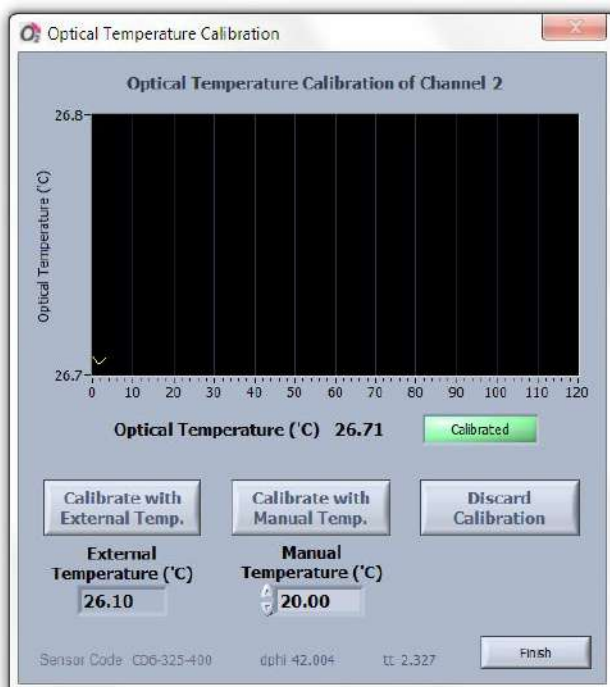 Optical Temperature Calibration
Optical Temperature Calibration of Channel 2
26.8
Optical Temperature (°C)
26.7
0 10 20 30 40 50 60 70 80 90 100 110 120
Optical Temperature (°C) 26.71 Calibrated
Calibrate with
External Temp.
Calibrate with
Manual Temp.
Discard
Calibration
External
Temperature (°C)
26.10
Manual
Temperature (°C)
20.00
Sensor Code CD6-325-400 dphi 42.004 tt 2.327 Finish